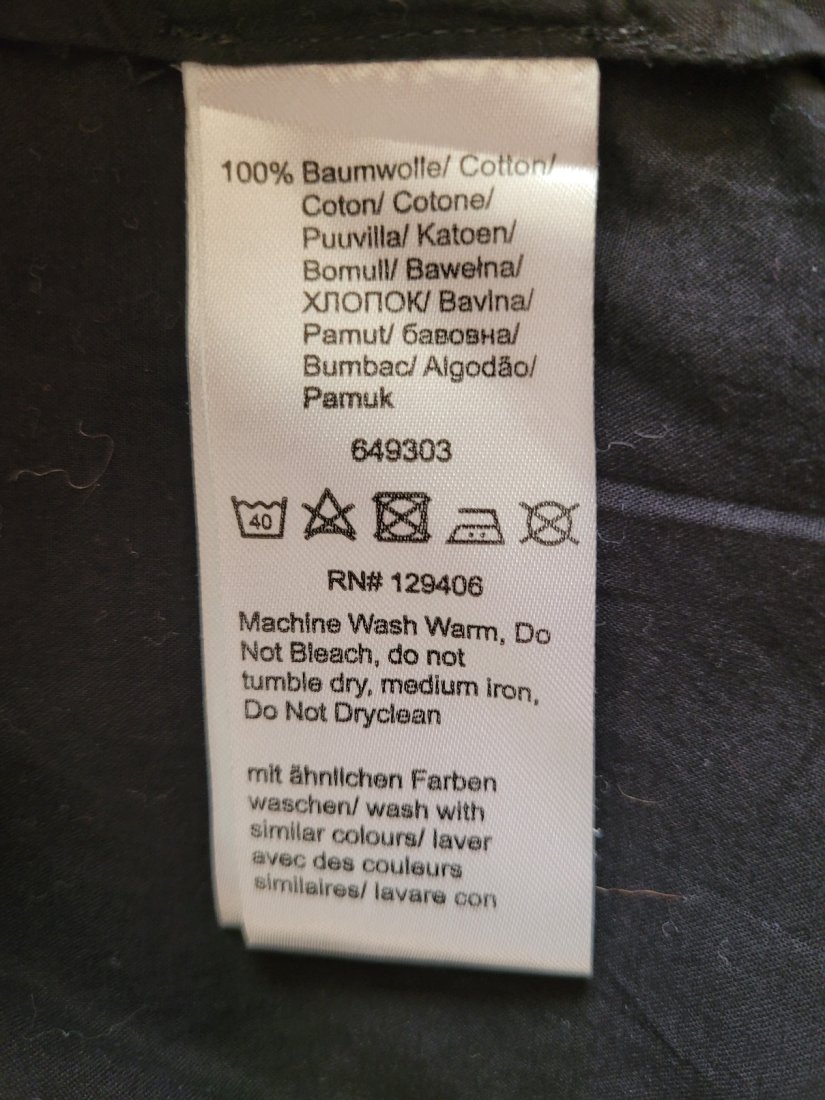 100% Baumwolle/ Cotton/
Coton/ Cotone/
Puuvilla/ Katoen/
Bomull/ Bawełna/
ХЛОПОК/ Bavlna/
Pamut/ бавовна/
Bumbac/ Algodão/
Pamuk
649303
40
RN# 129406
Machine Wash Warm, Do
Not Bleach, do not
tumble dry, medium iron,
Do Not Dryclean
mit ähnlichen Farben
waschen/ wash with
similar colours/ laver
avec des couleurs
similaires/ lavare con